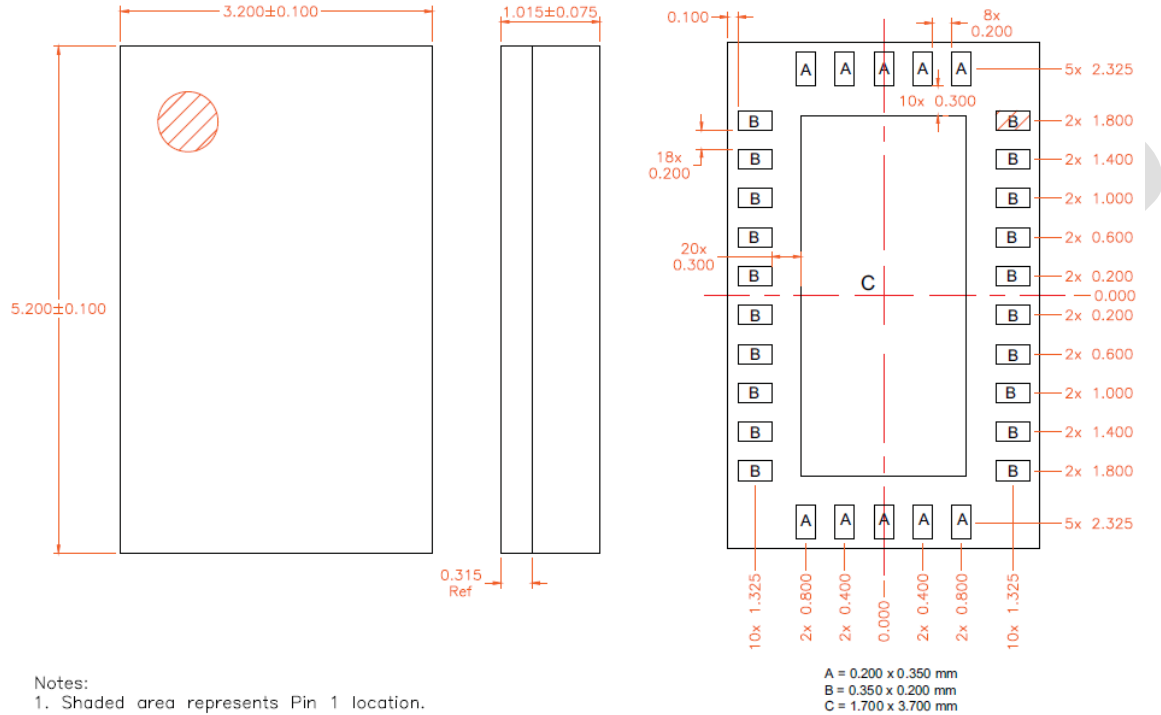 3.200±0.100
1.015±0.075
0.100
8x
0.200
A A A A A
5x 2.325
10x 0.300
B B 2x 1.800
18x
0.200
B B 2x 1.400
B B 2x 1.000
20x
0.300
B B 2x 0.600
B B 2x 0.200
C
0.000
5.200±0.100
B B 2x 0.200
B B 2x 0.600
B B 2x 1.000
B B 2x 1.400
B B 2x 1.800
A A A A A
5x 2.325
0.315
Ref
10x 1.325
2x 0.800
2x 0.400
0.000
2x 0.400
2x 0.800
10x 1.325
Notes:
1. Shaded area represents Pin 1 location.
A = 0.200 x 0.350 mm
B = 0.350 x 0.200 mm
C = 1.700 x 3.700 mm